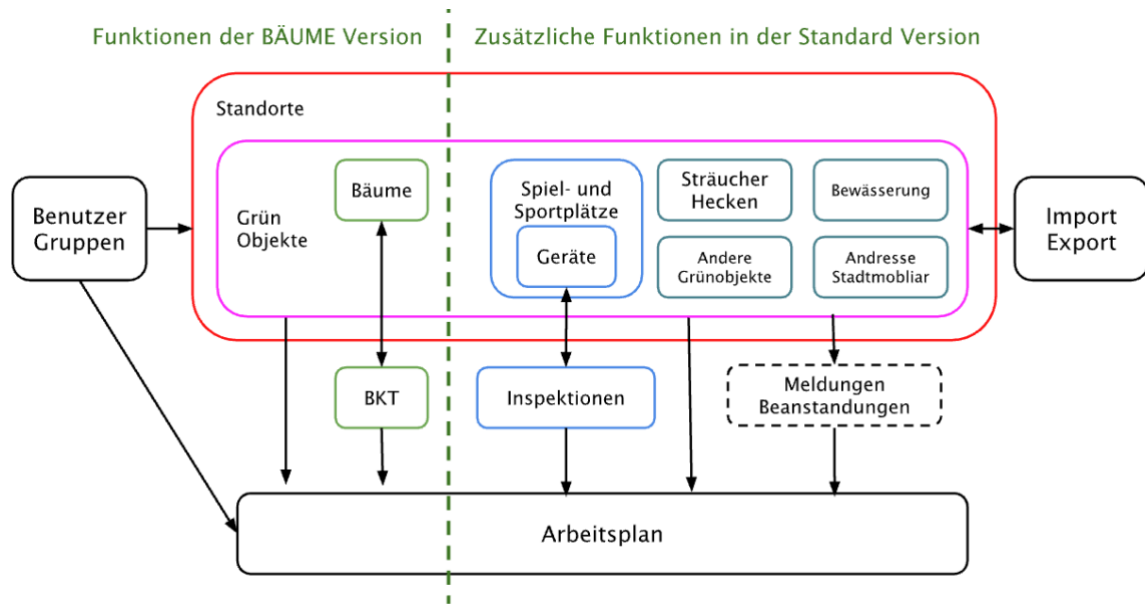 Funktionen der BÄUME Version
Zusätzliche Funktionen in der Standard Version
Standorte
Benutzer
Gruppen
Grün
Objekte
Bäume
Spiel- und
Sportplätze
Geräte
Sträucher
Hecken
Bewässerung
Andere
Grünobjekte
Andresse
Stadtmobliar
Import
Export
BKT
Inspektionen
Meldungen
Beanstandungen
Arbeitsplan